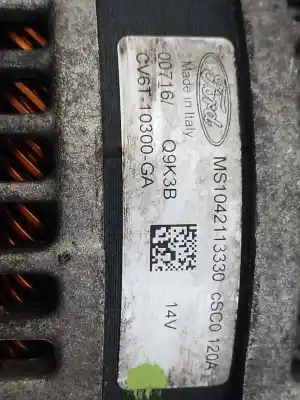 Ford
Made in Italy
MS1042113330 cSC0 120A
00716/ Q9K3B
CV6T-10300-GA
14V